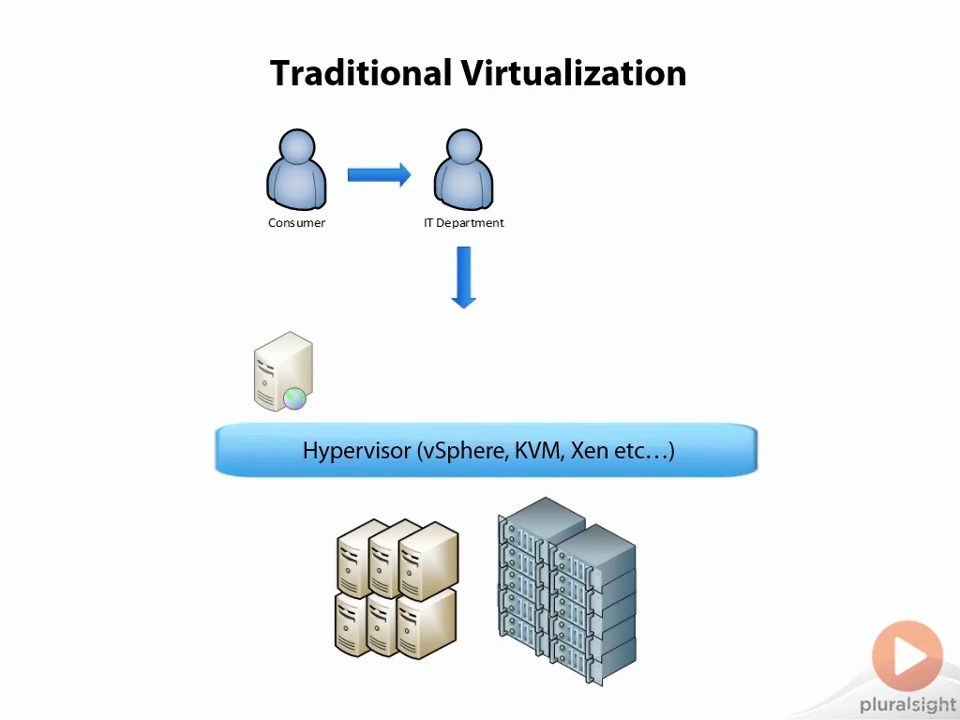 Traditional Virtualization
Consumer
IT Department
Hypervisor (vSphere, KVM, Xen etc...)
pluralsight